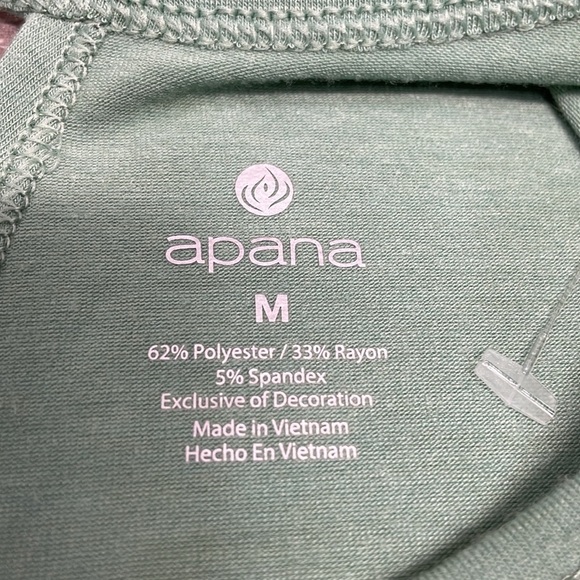 apana
M
62% Polyester / 33% Rayon
5% Spandex
Exclusive of Decoration
Made in Vietnam
Hecho En Vietnam